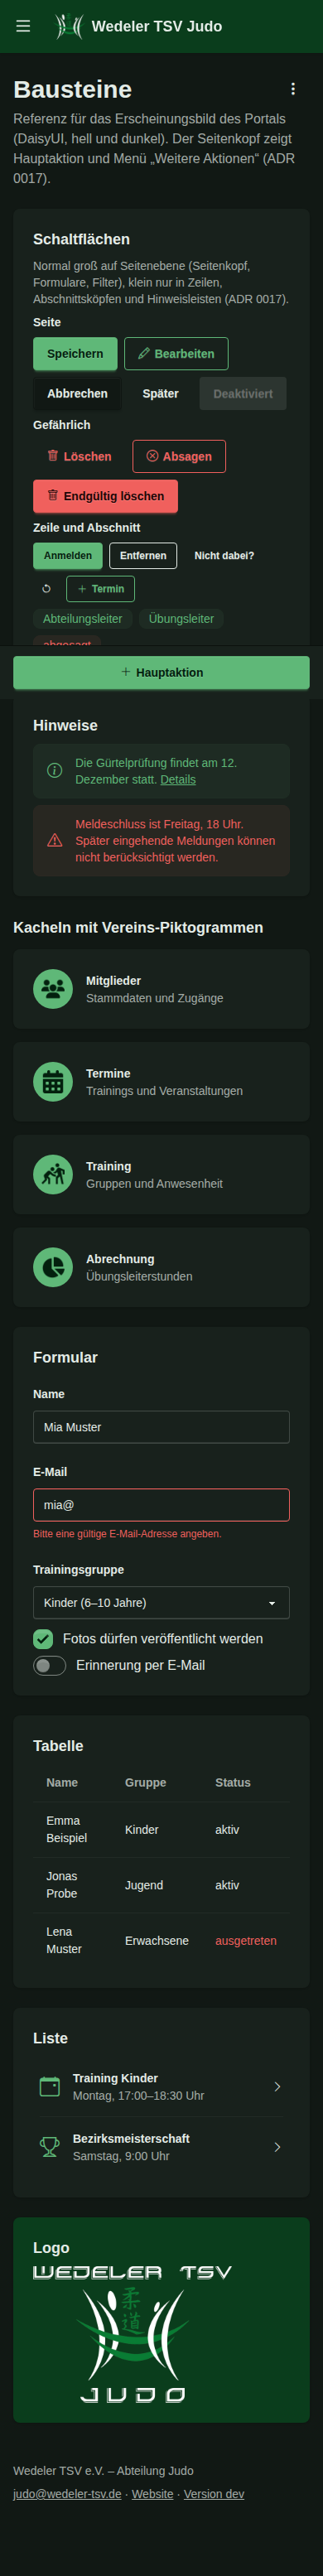 Wedeler TSV Judo
Bausteine
Referenz für das Erscheinungsbild des Portals
(DaisyUI, hell und dunkel). Der Seitenkopf zeigt
Hauptaktion und Menü „Weitere Aktionen“ (ADR
0017).
Schaltflächen
Normal groß auf Seitenebene (Seitenkopf,
Formulare, Filter), klein nur in Zeilen,
Abschnittsköpfen und Hinweisleisten (ADR 0017).
Seite
Speichern
Bearbeiten
Abbrechen
Später
Deaktiviert
Gefährlich
Löschen
Absagen
Endgültig löschen
Zeile und Abschnitt
Anmelden
Entfernen
Nicht dabei?
Termin
Abteilungsleiter
Übungsleiter
abgesagt
Hauptaktion
Hinweise
Die Gürtelprüfung findet am 12.
Dezember statt. Details
Meldeschluss ist Freitag, 18 Uhr.
Später eingehende Meldungen können
nicht berücksichtigt werden.
Kacheln mit Vereins-Piktogrammen
Mitglieder
Stammdaten und Zugänge
Termine
Trainings und Veranstaltungen
Training
Gruppen und Anwesenheit
Abrechnung
Übungsleiterstunden
Formular
Name
Mia Muster
E-Mail
mia@
Bitte eine gültige E-Mail-Adresse angeben.
Trainingsgruppe
Kinder (6–10 Jahre)
Fotos dürfen veröffentlicht werden
Erinnerung per E-Mail
Tabelle
Name Gruppe Status
Emma
Beispiel
Kinder
aktiv
Jonas
Probe
Jugend
aktiv
Lena
Muster
Erwachsene
ausgetreten
Liste
Training Kinder
Montag, 17:00–18:30 Uhr
Bezirksmeisterschaft
Samstag, 9:00 Uhr
Logo
WEDELER TSV
柔
道
JUDO
Wedeler TSV e.V. – Abteilung Judo
judo@wedeler-tsv.de · Website · Version dev